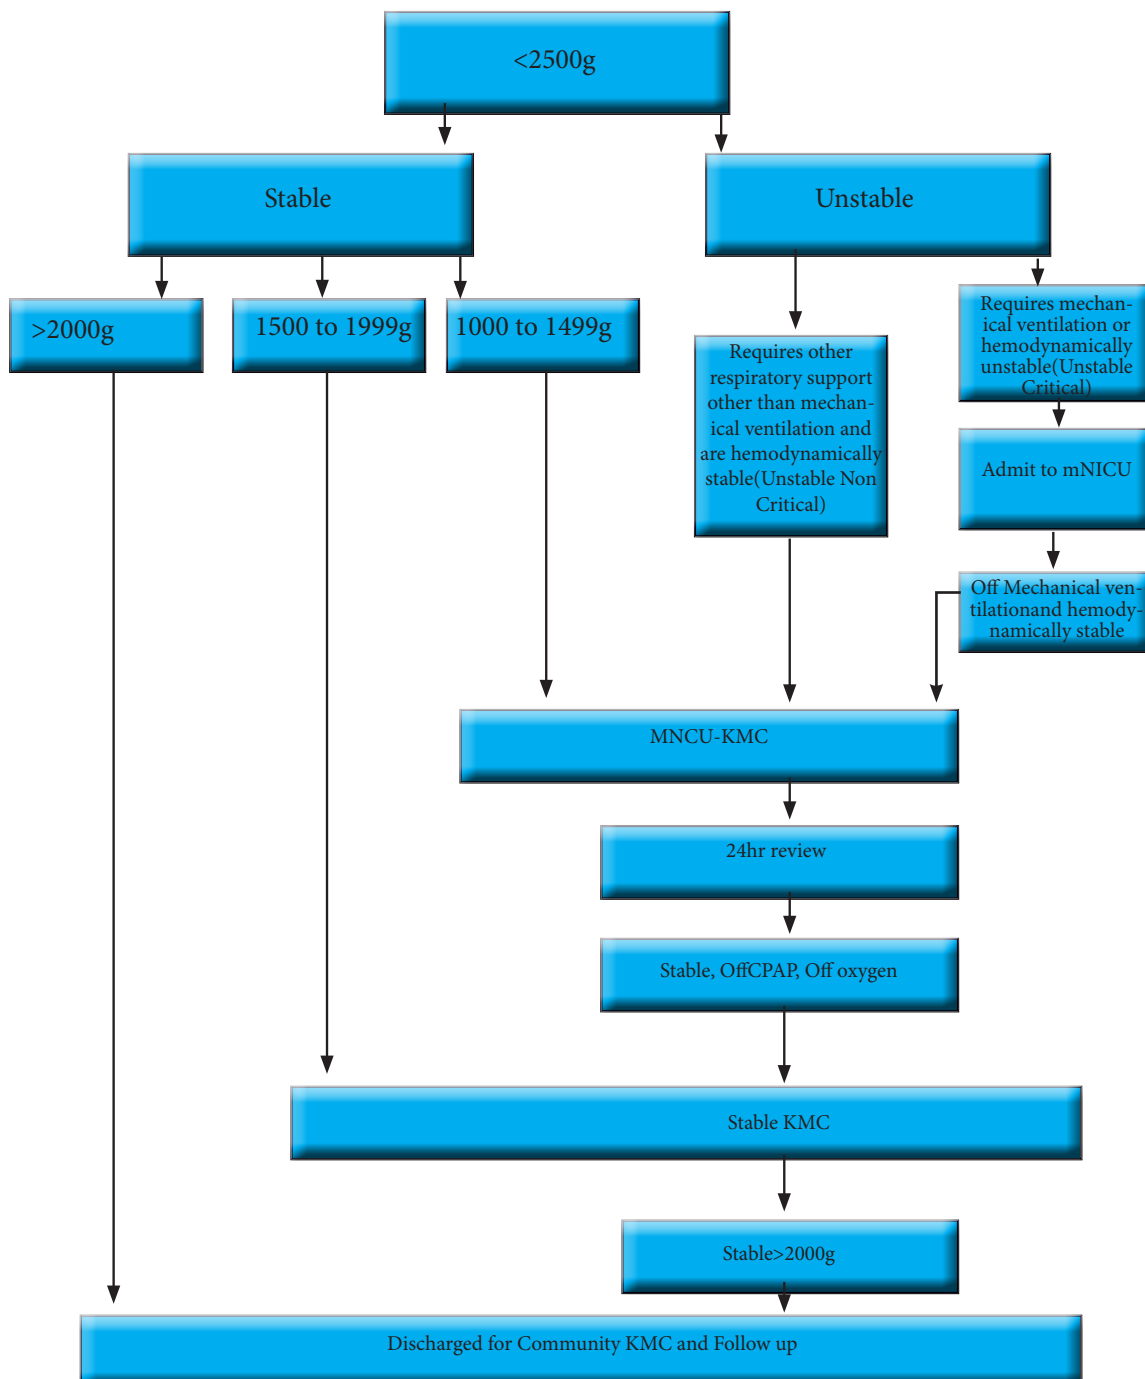 <2500g
Stable
Unstable
>2000g
1500 to 1999g
1000 to 1499g
Requires other
respiratory support
other than mechan-
ical ventilation and
are hemodynamically
stable(Unstable Non
Critical)
Requires mechan-
ical ventilation or
hemodynamically
unstable(Unstable
Critical)
Admit to mNICU
Off Mechanical ven-
tilationand hemody-
namically stable
MNCU-KMC
24hr review
Stable, OffCPAP, Off oxygen
Stable KMC
Stable>2000g
Discharged for Community KMC and Follow up